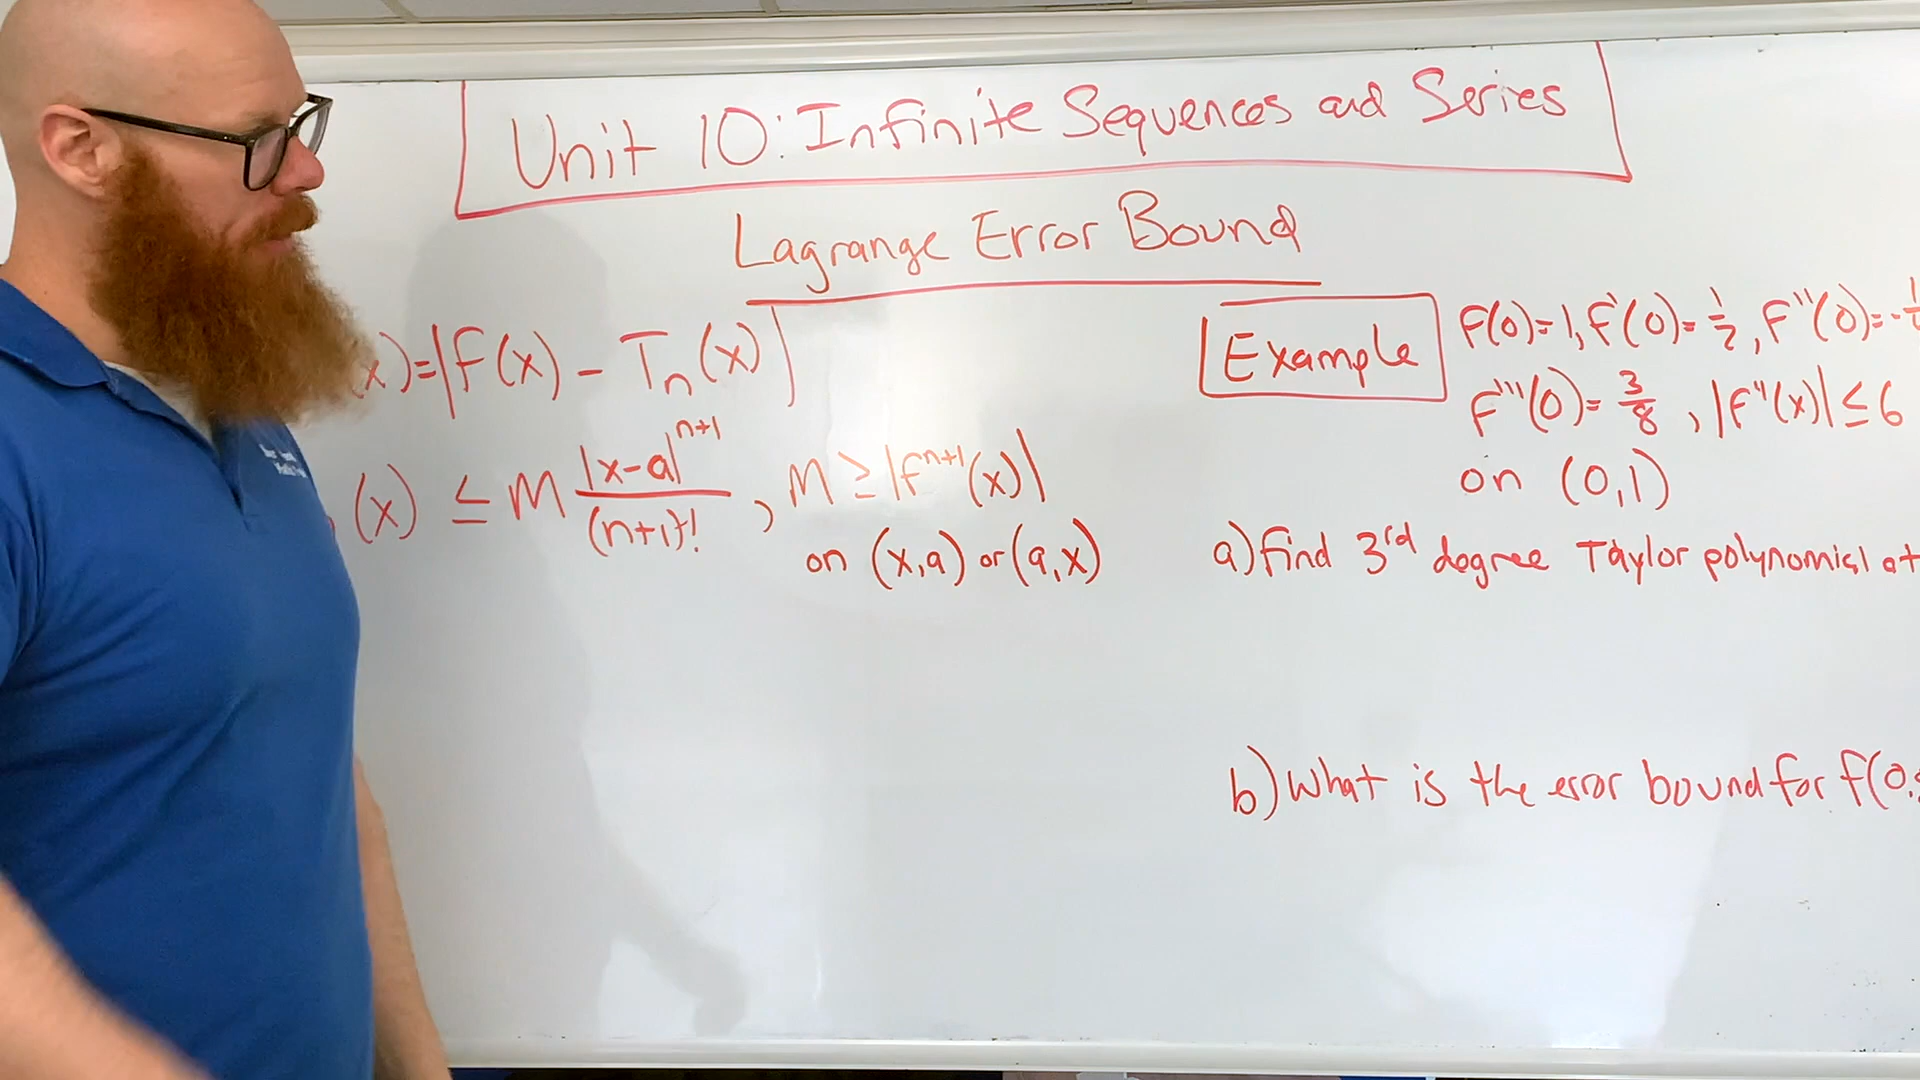 Unit 10: Infinite Sequences and Series
Lagrange Error Bound
x)=|F(x) - Tn(x)|
(x) ≤ M |x-a|^(n+1)/(n+1)!, M ≥ |F^(n+1)(x)|
on (x,a) or (a,x)
Example F(0)=1, F'(0)=1/2, F''(0)=-
F'''(0)=3/8, |F''''(x)| ≤ 6
on (0,1)
a) Find 3rd degree Taylor polynomial at
b) What is the error bound for f(0.